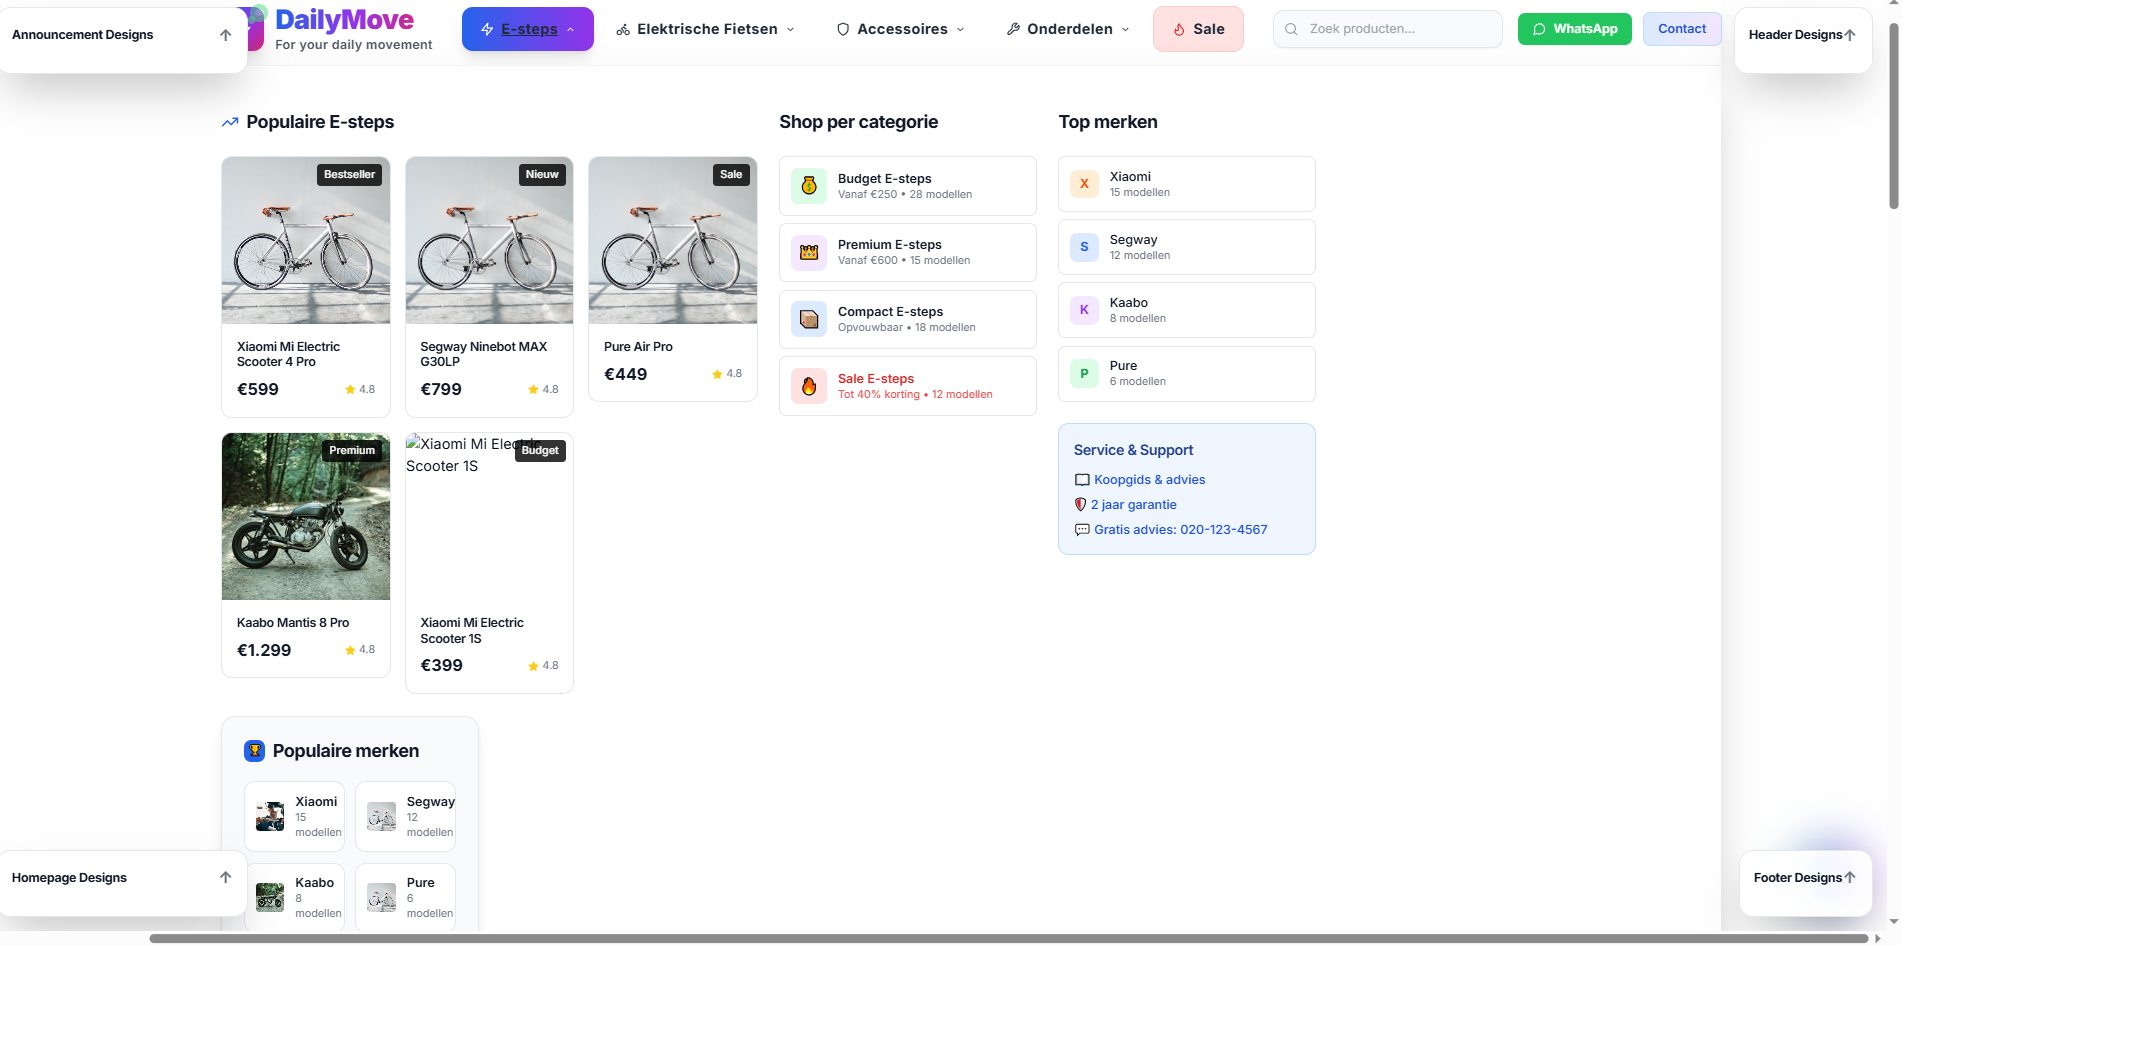 Announcement Designs
DailyMove
For your daily movement
E-steps
Elektrische Fietsen
Accessoires
Onderdelen
Sale
Zoek producten...
WhatsApp
Contact
Header Designs
Populaire E-steps
Bestseller
Xiaomi Mi Electric
Scooter 4 Pro
€599
4.8
Nieuw
Segway Ninebot MAX
G30LP
€799
4.8
Sale
Pure Air Pro
€449
4.8
Premium
Kaabo Mantis 8 Pro
€1.299
4.8
Xiaomi Mi Electric
Scooter 1S
Budget
Xiaomi Mi Electric
Scooter 1S
€399
4.8
Shop per categorie
Budget E-steps
Vanaf €250 • 28 modellen
Premium E-steps
Vanaf €600 • 15 modellen
Compact E-steps
Opvouwbaar • 18 modellen
Sale E-steps
Tot 40% korting • 12 modellen
Top merken
X
Xiaomi
15 modellen
S
Segway
12 modellen
K
Kaabo
8 modellen
P
Pure
6 modellen
Service & Support
Koopgids & advies
2 jaar garantie
Gratis advies: 020-123-4567
Populaire merken
Xiaomi
15
modellen
Segway
12
modellen
Kaabo
8
modellen
Pure
6
modellen
Homepage Designs
Footer Designs